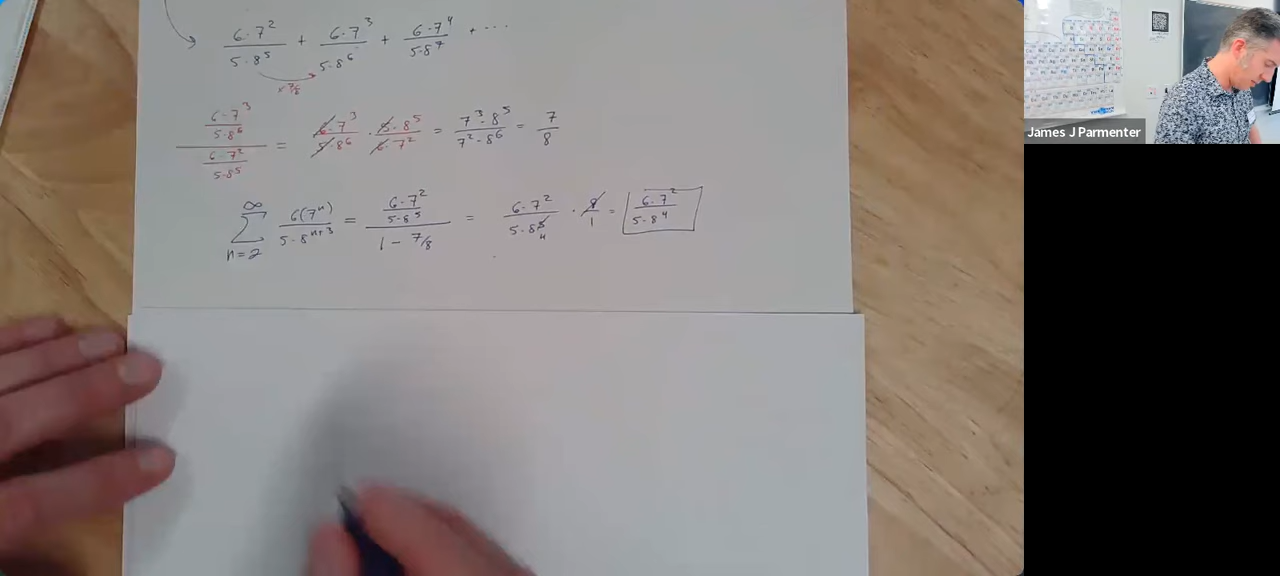 6·7² / 5·8⁵ + 6·7³ / 5·8⁶ + 6·7⁴ / 5·8⁷ + ···
×7/8
(6·7³ / 5·8⁶) / (6·7² / 5·8⁵) = 6·7³ / 5·8⁶ · 5·8⁵ / 6·7² = 7³·8⁵ / 7²·8⁶ = 7/8
∞ ∑ n=2 6(7ⁿ) / 5·8ⁿ⁺³ = (6·7² / 5·8⁵) / (1 − 7/8) = 6·7² / 5·8⁵ 4 · 8/1 = 6·7² / 5·8⁴
James J Parmenter